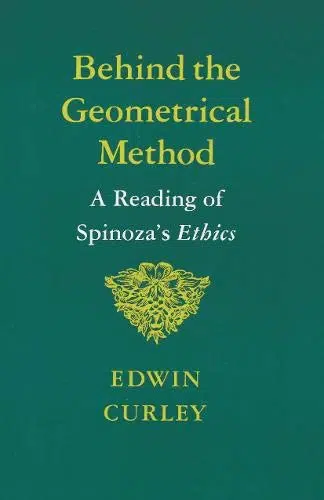 Behind the
Geometrical
Method
A Reading of
Spinoza's Ethics
EDWIN
CURLEY